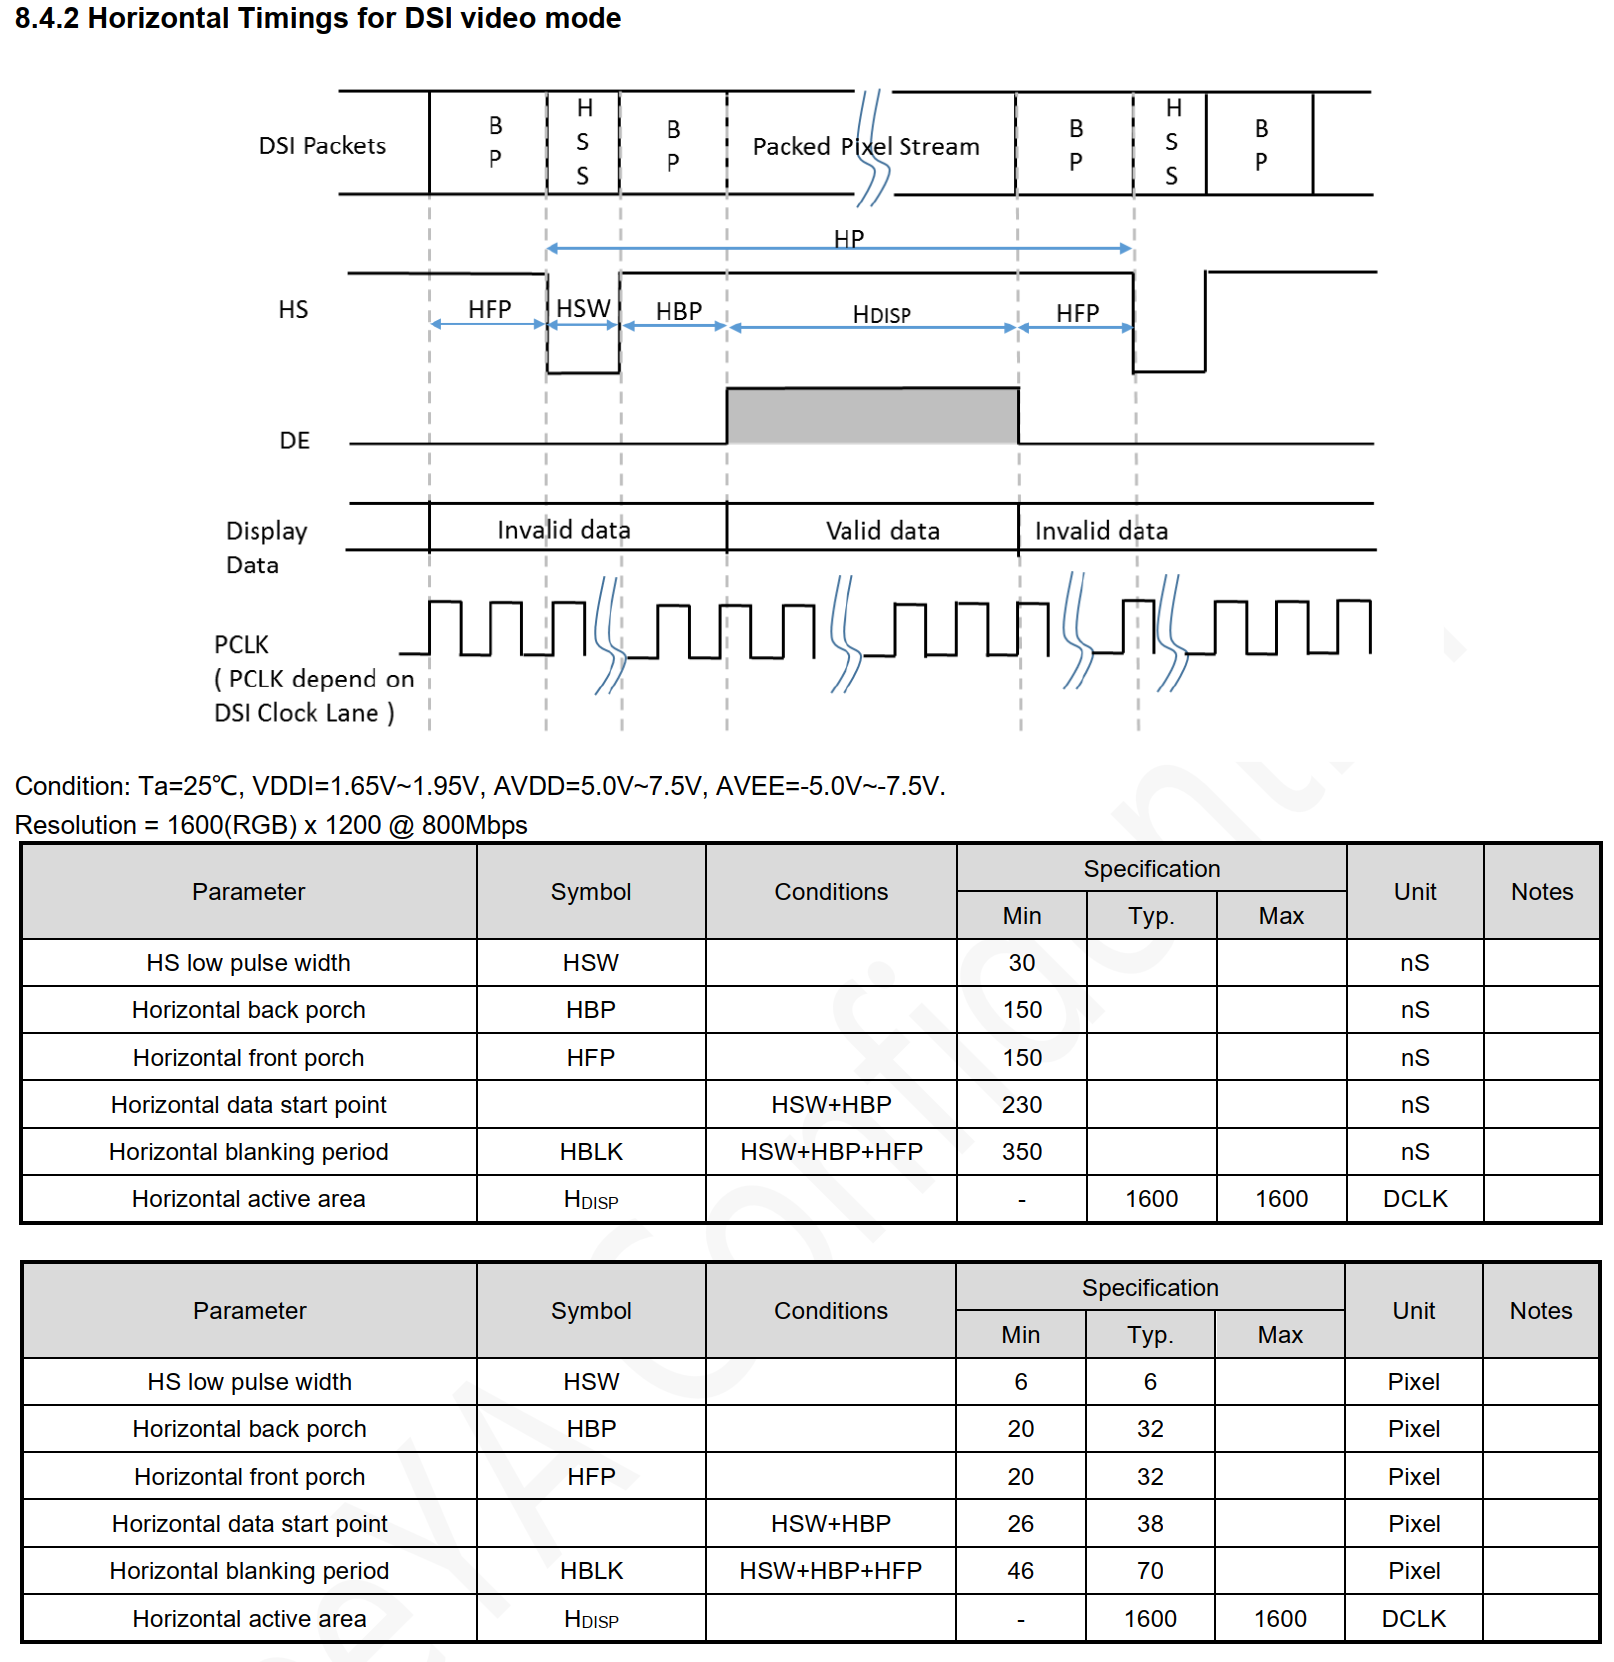 8.4.2 Horizontal Timings for DSI video mode
DSI Packets
B P
H S S
B P
Packed Pixel Stream
B P
H S S
B P
HP
HS
HFP
HSW
HBP
HDISP
HFP
DE
Display Data
Invalid data
Valid data
Invalid data
PCLK
( PCLK depend on
DSI Clock Lane )
Condition: Ta=25℃, VDDI=1.65V~1.95V, AVDD=5.0V~7.5V, AVEE=-5.0V~-7.5V.
Resolution = 1600(RGB) x 1200 @ 800Mbps
Parameter Symbol Conditions Specification Unit Notes
Min Typ. Max
HS low pulse width HSW 30 nS
Horizontal back porch HBP 150 nS
Horizontal front porch HFP 150 nS
Horizontal data start point HSW+HBP 230 nS
Horizontal blanking period HBLK HSW+HBP+HFP 350 nS
Horizontal active area HDISP - 1600 1600 DCLK
Parameter Symbol Conditions Specification Unit Notes
Min Typ. Max
HS low pulse width HSW 6 6 Pixel
Horizontal back porch HBP 20 32 Pixel
Horizontal front porch HFP 20 32 Pixel
Horizontal data start point HSW+HBP 26 38 Pixel
Horizontal blanking period HBLK HSW+HBP+HFP 46 70 Pixel
Horizontal active area HDISP - 1600 1600 DCLK